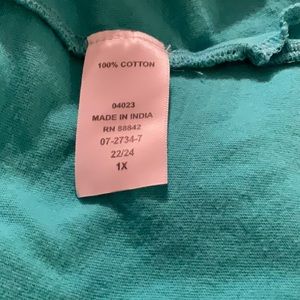 100% COTTON
04023
MADE IN INDIA
RN 88842
07-2734-7
22/24
1X